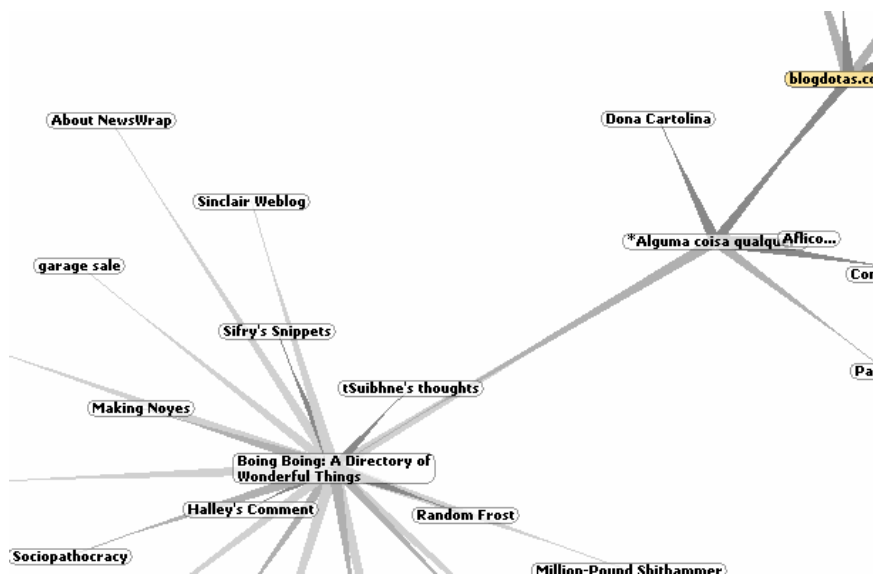 blogdotas.co
About NewsWrap
Dona Cartolina
Sinclair Weblog
*Alguma coisa qualqu
Aflico...
garage sale
Cor
Sifry's Snippets
Pa
tSuibhne's thoughts
Making Noyes
Boing Boing: A Directory of
Wonderful Things
Halley's Comment
Random Frost
Sociopathocracy
Million-Pound Shithammer